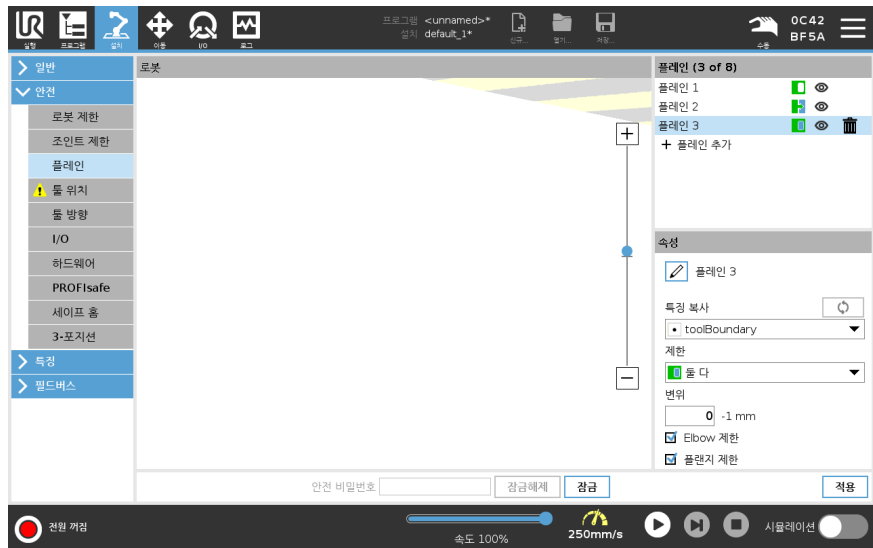 UR
프로그램 <unnamed>*
설치 default_1*
0C42
BF5A
실행
프로그램
설치
이동
I/O
로그
신규...
열기...
저장...
수동
일반
안전
로봇 제한
조인트 제한
플레인
툴 위치
툴 방향
I/O
하드웨어
PROFIsafe
세이프 홈
3-포지션
특징
필드버스
로봇
+
−
플레인 (3 of 8)
플레인 1
플레인 2
플레인 3
+ 플레인 추가
속성
플레인 3
특징 복사
toolBoundary
제한
둘 다
변위
0 -1 mm
Elbow 제한
플랜지 제한
안전 비밀번호
잠금해제
잠금
적용
전원 꺼짐
속도 100%
250mm/s
시뮬레이션